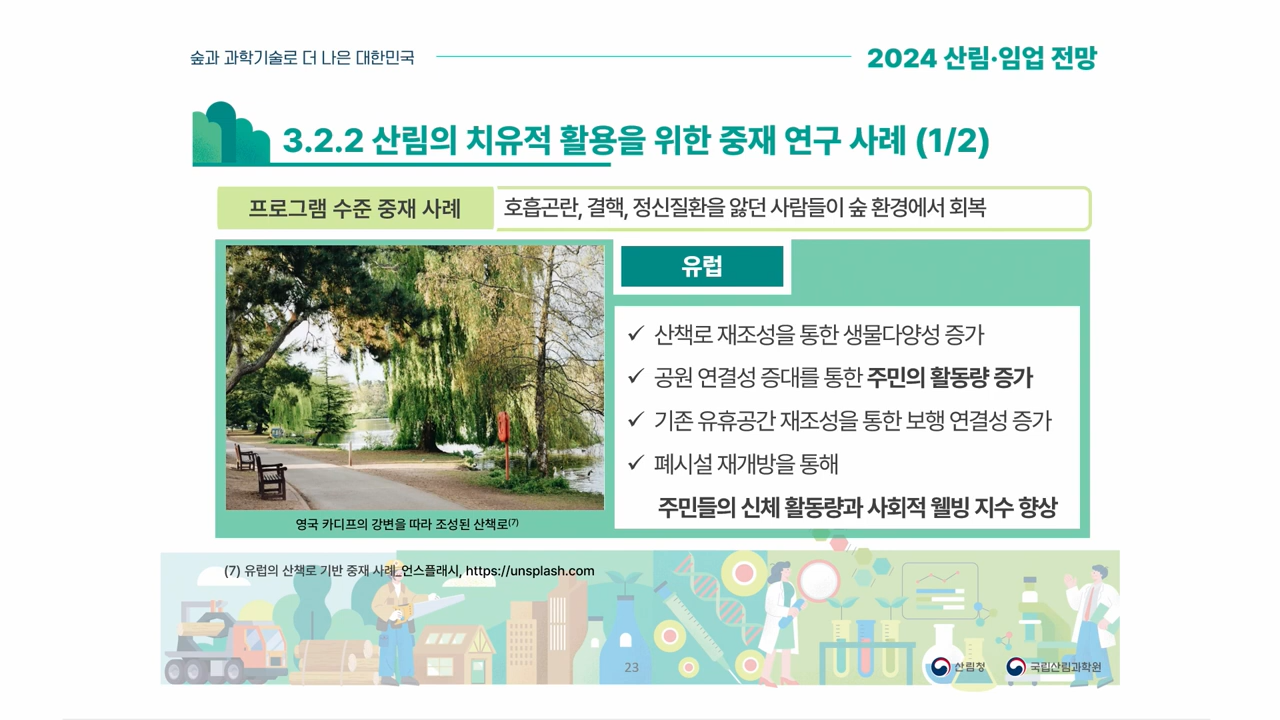 숲과 과학기술로 더 나은 대한민국
2024 산림·임업 전망
3.2.2 산림의 치유적 활용을 위한 중재 연구 사례 (1/2)
프로그램 수준 중재 사례
호흡곤란, 결핵, 정신질환을 앓던 사람들이 숲 환경에서 회복
유럽
✓ 산책로 재조성을 통한 생물다양성 증가
✓ 공원 연결성 증대를 통한 주민의 활동량 증가
✓ 기존 유휴공간 재조성을 통한 보행 연결성 증가
✓ 폐시설 재개방을 통해
주민들의 신체 활동량과 사회적 웰빙 지수 향상
영국 카디프의 강변을 따라 조성된 산책로(7)
(7) 유럽의 산책로 기반 중재 사례_언스플래시, https://unsplash.com
23
산림청
국립산림과학원